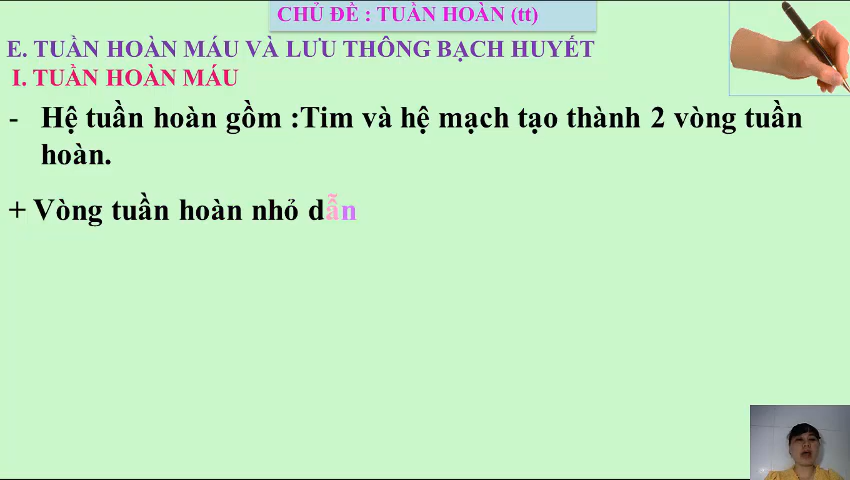 CHỦ ĐỀ : TUẦN HOÀN (tt)
E. TUẦN HOÀN MÁU VÀ LƯU THÔNG BẠCH HUYẾT
I. TUẦN HOÀN MÁU
- Hệ tuần hoàn gồm :Tim và hệ mạch tạo thành 2 vòng tuần
hoàn.
+ Vòng tuần hoàn nhỏ dẫn